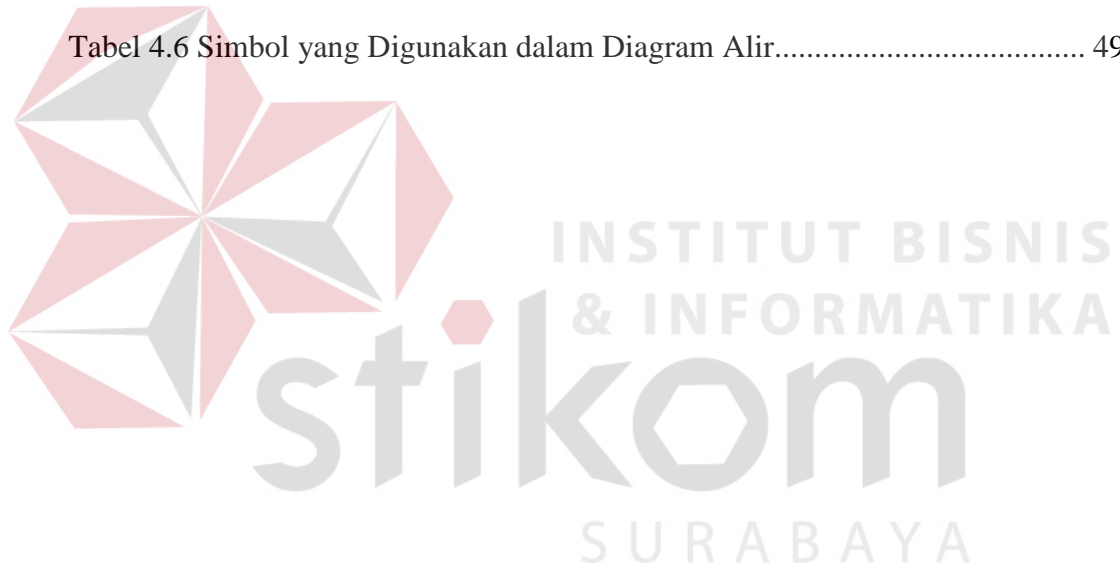 Tabel 4.6 Simbol yang Digunakan dalam Diagram Alir.................................. 49
INSTITUT BISNIS
& INFORMATIKA
stikom
SURABAYA